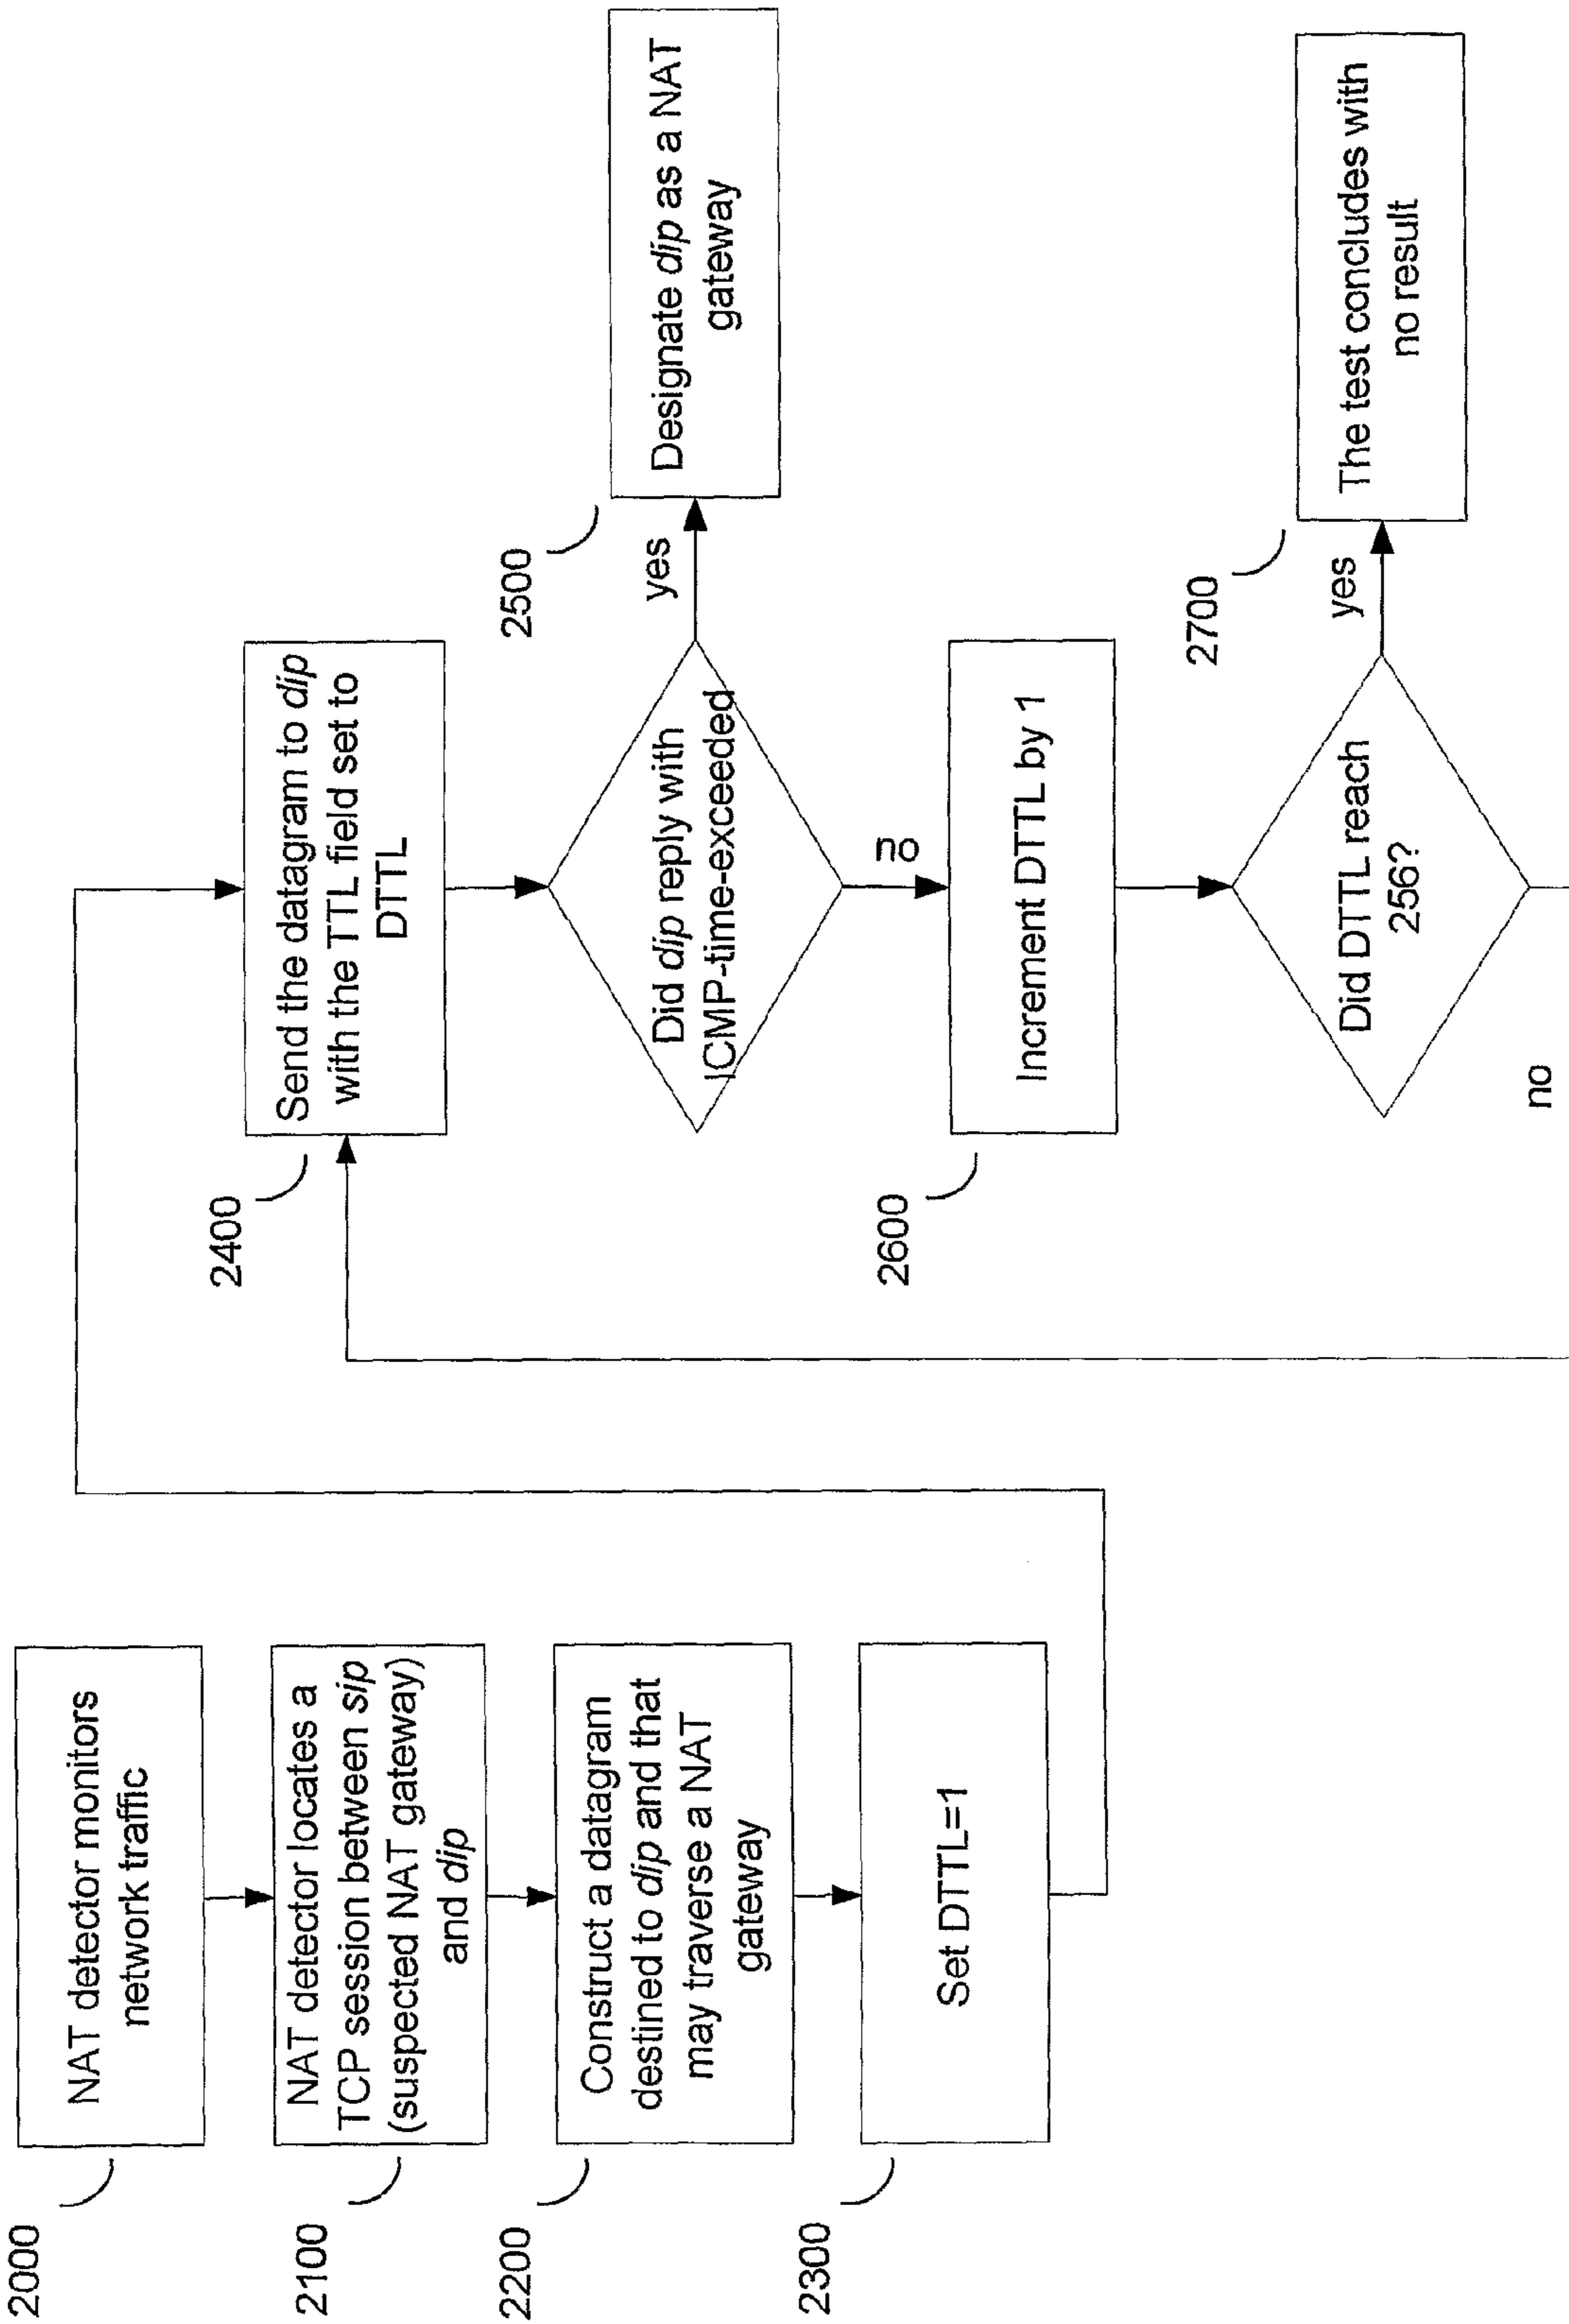 2000
NAT detector monitors
network traffic
2100
NAT detector locates a
TCP session between sip
(suspected NAT gateway)
and dip
2200
Construct a datagram
destined to dip and that
may traverse a NAT
gateway
2300
Set DTTL=1
2400
Send the datagram to dip
with the TTL field set to
DTTL
Did dip reply with
ICMP-time-exceeded
yes
2500
Designate dip as a NAT
gateway
no
2600
Increment DTTL by 1
Did DTTL reach
256?
yes
2700
The test concludes with
no result
no